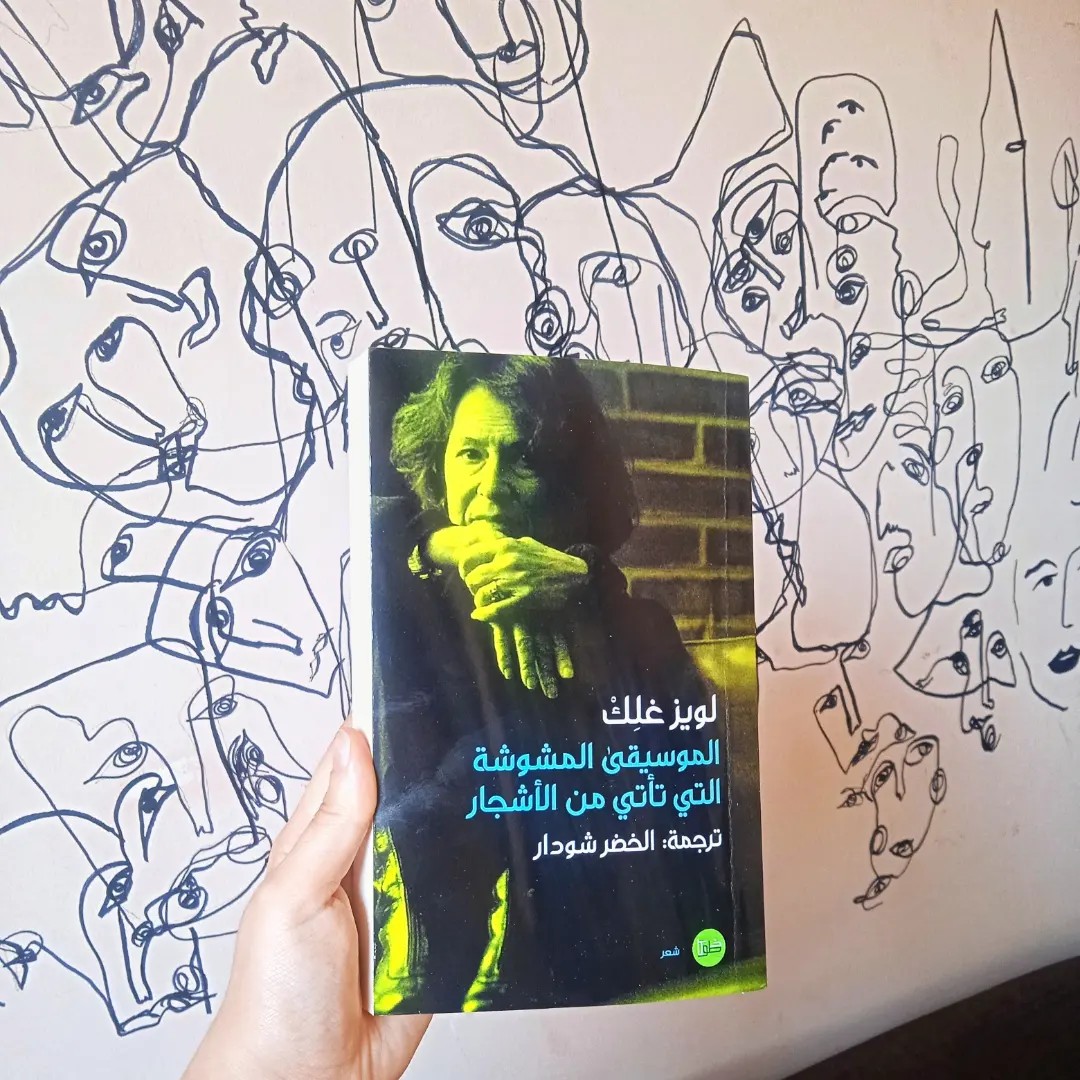 لويز غلِكْ
الموسيقىٰ المشوشة
التي تأتي من الأشجار
ترجمة: الخضر شودار
شعر